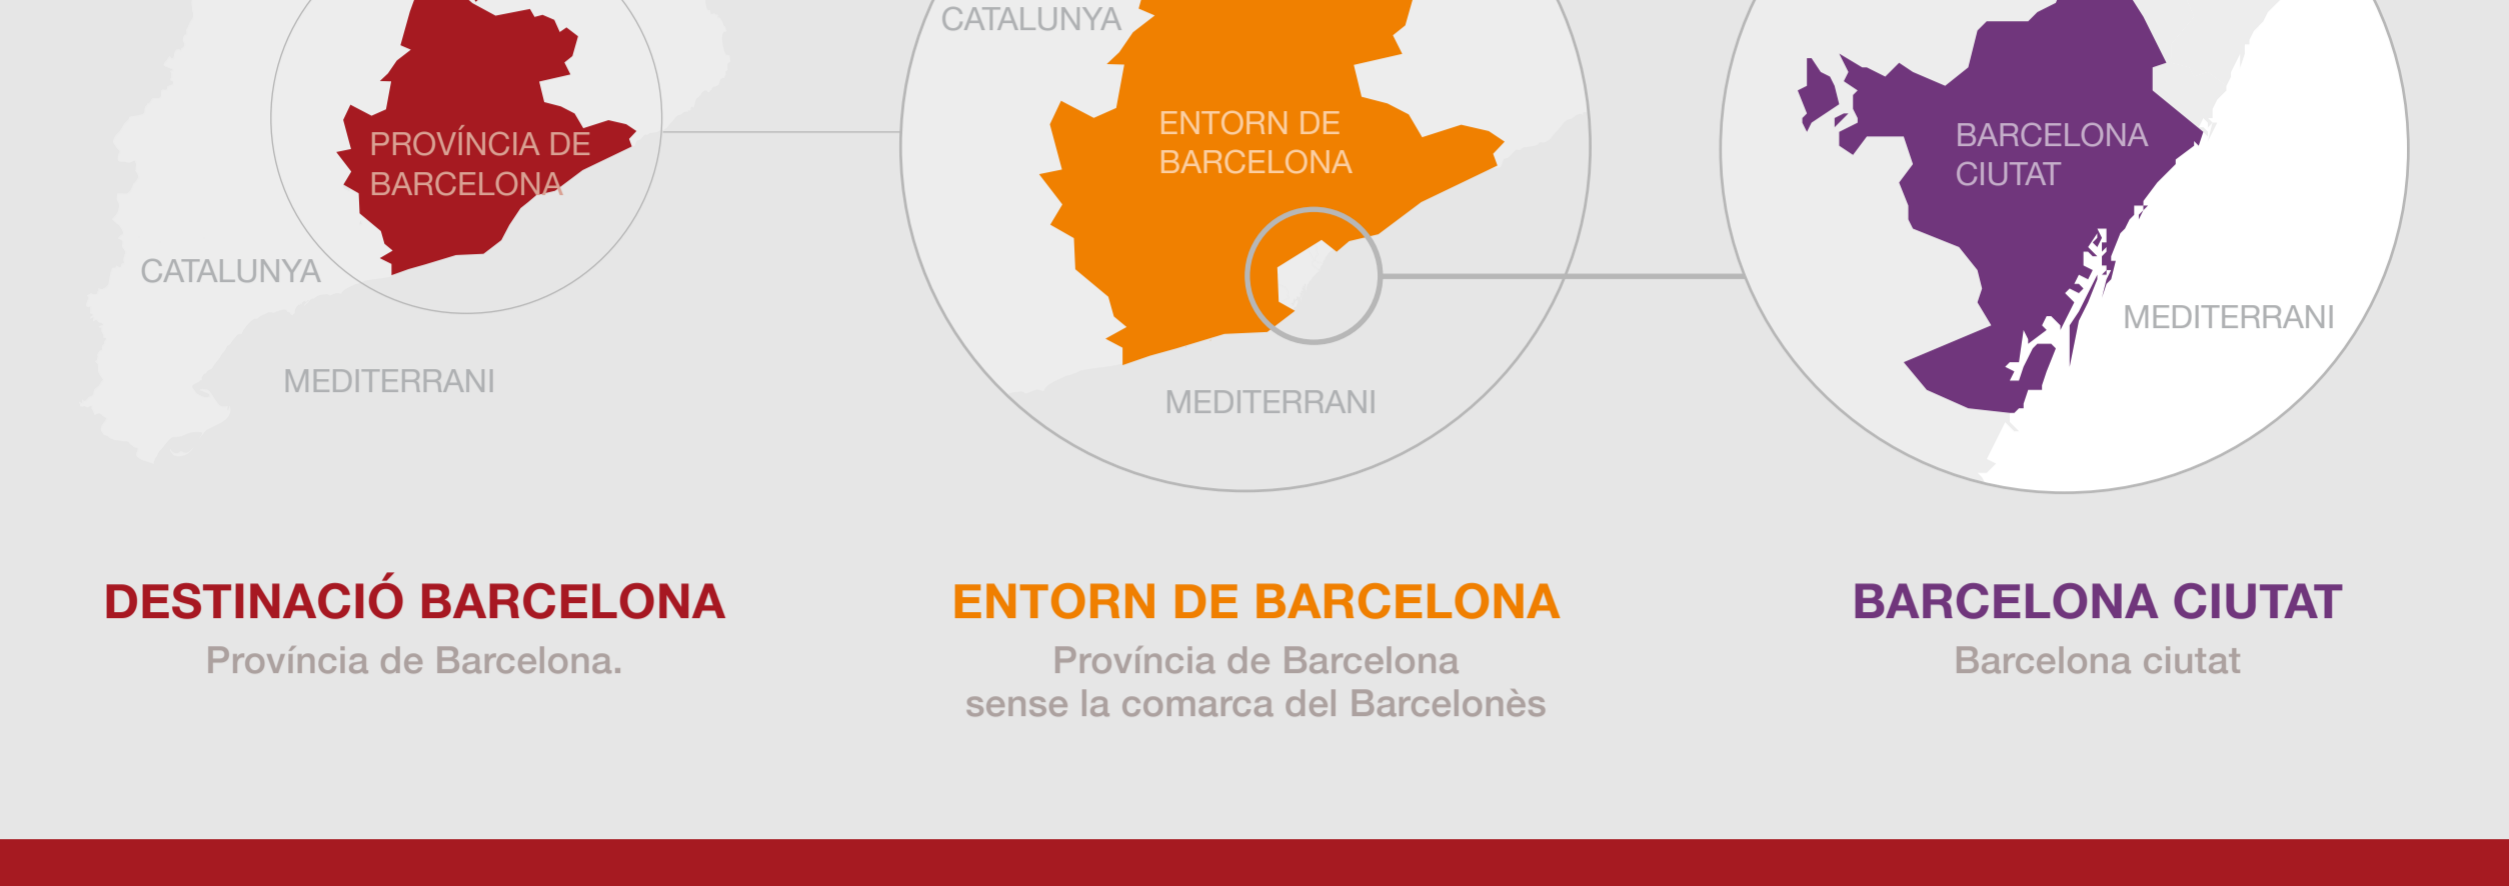 CATALUNYA
PROVÍNCIA DE
BARCELONA
CATALUNYA
MEDITERRANI
ENTORN DE
BARCELONA
MEDITERRANI
BARCELONA
CIUTAT
MEDITERRANI
DESTINACIÓ BARCELONA
Província de Barcelona.
ENTORN DE BARCELONA
Província de Barcelona
sense la comarca del Barcelonès
BARCELONA CIUTAT
Barcelona ciutat